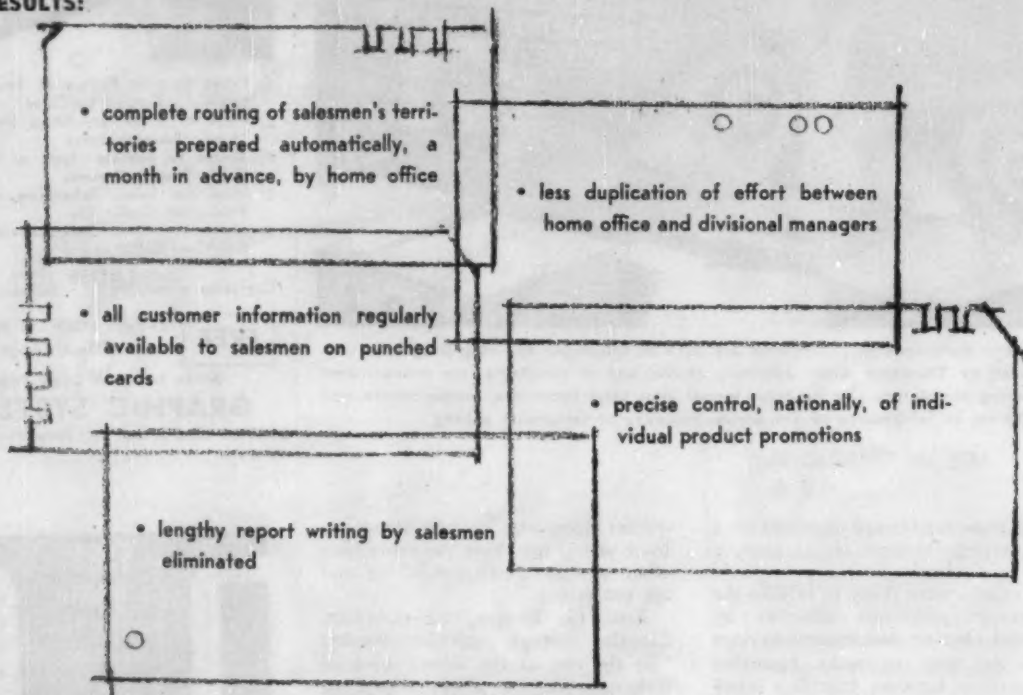 RESULTS:
• complete routing of salesmen's terri-
tories prepared automatically, a
month in advance, by home office
• less duplication of effort between
home office and divisional managers
• all customer information regularly
available to salesmen on punched
cards
• precise control, nationally, of indi-
vidual product promotions
• lengthy report writing by salesmen
eliminated